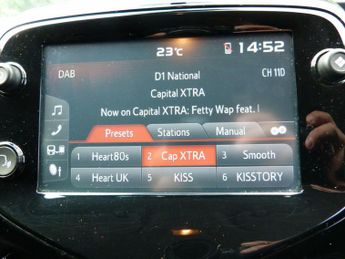 23°C 14:52
DAB D1 National CH 11D
Capital XTRA
Now on Capital XTRA: Fetty Wap feat.
Presets Stations Manual
1 Heart80s 2 Cap XTRA 3 Smooth
4 Heart UK 5 KISS 6 KISSTORY